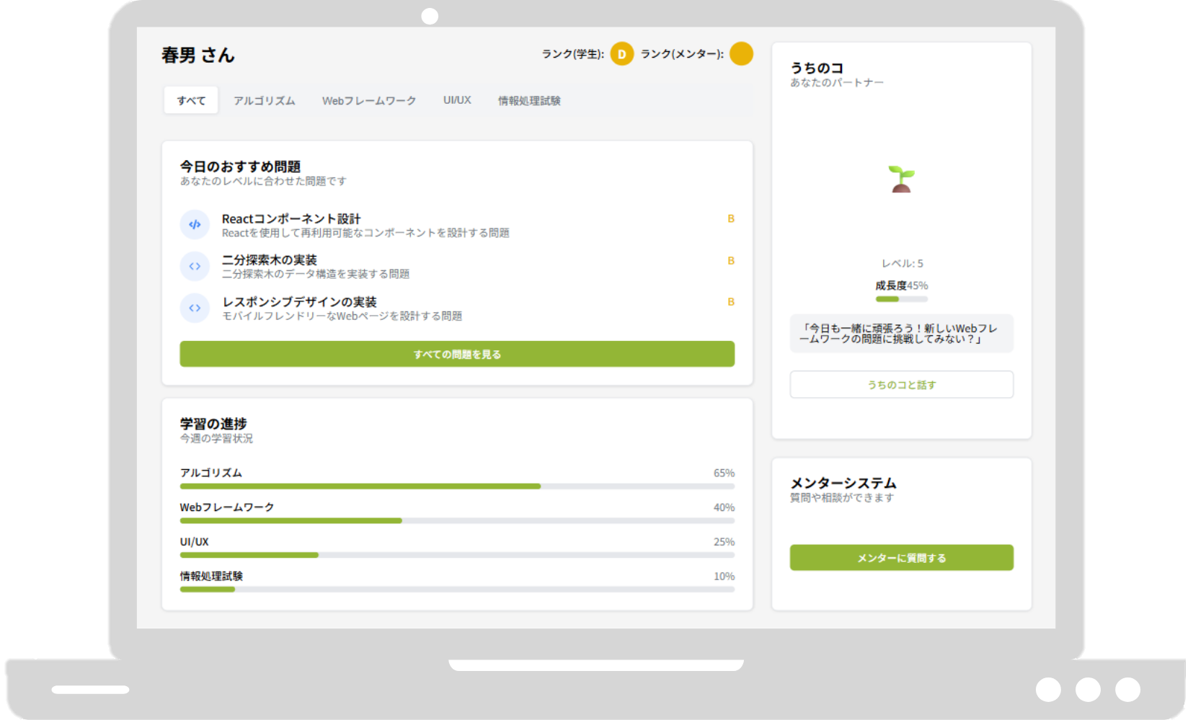 春男 さん
ランク(学生): D ランク(メンター):
すべて アルゴリズム Webフレームワーク UI/UX 情報処理試験
今日のおすすめ問題
あなたのレベルに合わせた問題です
Reactコンポーネント設計 B
Reactを使用して再利用可能なコンポーネントを設計する問題
二分探索木の実装 B
二分探索木のデータ構造を実装する問題
レスポンシブデザインの実装 B
モバイルフレンドリーなWebページを設計する問題
すべての問題を見る
学習の進捗
今週の学習状況
アルゴリズム 65%
Webフレームワーク 40%
UI/UX 25%
情報処理試験 10%
うちのコ
あなたのパートナー
レベル: 5
成長度45%
「今日も一緒に頑張ろう！新しいWebフレ
ームワークの問題に挑戦してみない？」
うちのコと話す
メンターシステム
質問や相談ができます
メンターに質問する